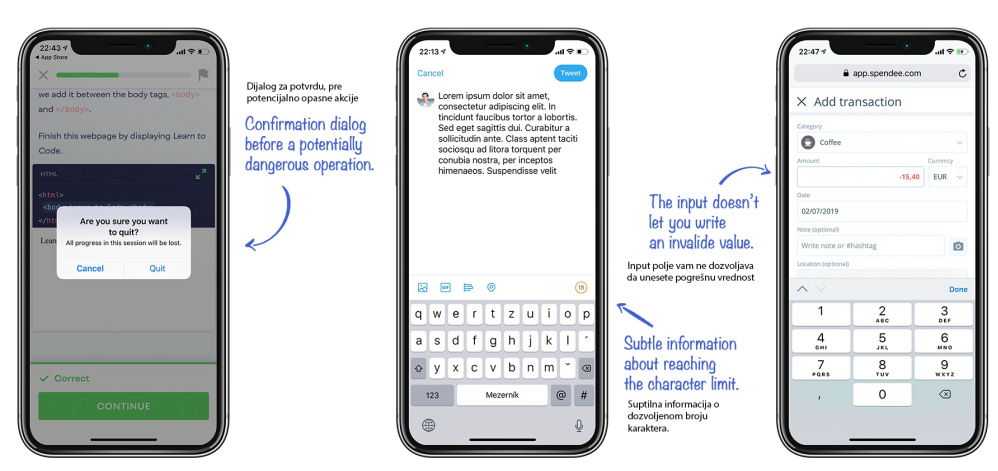 22:43
App Store
we add it between the body tags, <body>
and </body>.
Finish this webpage by displaying Learn to
Code.
HTML
<html>
</html>
Are you sure you want
to quit?
All progress in this session will be lost.
Cancel
Quit
Correct
CONTINUE
Dijalog za potvrdu, pre
potencijalno opasne akcije
Confirmation dialog
before a potentially
dangerous operation.
22:13
Cancel
Tweet
Lorem ipsum dolor sit amet,
consectetur adipiscing elit. In
tincidunt faucibus tortor a lobortis.
Sed eget sagittis dui. Curabitur a
sollicitudin ante. Class aptent taciti
sociosqu ad litora torquent per
conubia nostra, per inceptos
himenaeos. Suspendisse velit
GIF
18
q w e r t z u i o p
a s d f g h j k l ´
y x c v b n m ˇ
123
Mezerník
@
#
The input doesn't
let you write
an invalide value.
Input polje vam ne dozvoljava
da unesete pogrešnu vrednost
Subtle information
about reaching
the character limit.
Suptilna informacija o
dozvoljenom broju
karaktera.
22:47
app.spendee.com
Add transaction
Category
Coffee
Amount
Currency
-15,40
EUR
Date
02/07/2019
Note (optional)
Write note or #hashtag
Location (optional)
Done
1
2 ABC
3 DEF
4 GHI
5 JKL
6 MNO
7 PQRS
8 TUV
9 WXYZ
,
0